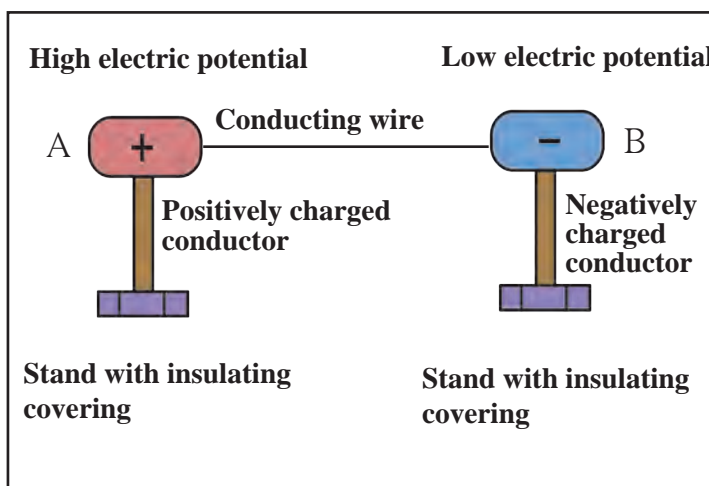 High electric potential
Low electric potential
Conducting wire
A
+
−
B
Positively charged
conductor
Negatively
charged
conductor
Stand with insulating
covering
Stand with insulating
covering